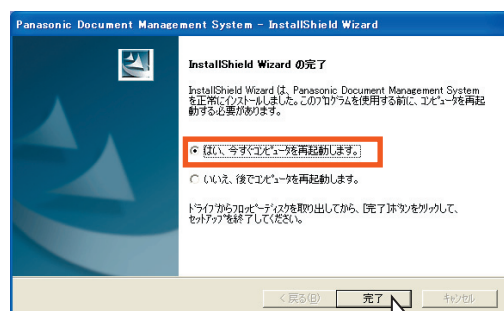 Panasonic Document Management System - InstallShield Wizard
InstallShield Wizard の完了
InstallShield Wizard は、Panasonic Document Management System
を正常にインストールしました。このプログラムを使用する前に、コンピュータを再起
動する必要があります。
はい、今すぐコンピュータを再起動します。
いいえ、後でコンピュータを再起動します。
ドライブからフロッピーディスクを取り出してから、[完了]ボタンをクリックして、
セットアップを終了してください。
< 戻る(B)
完了
キャンセル